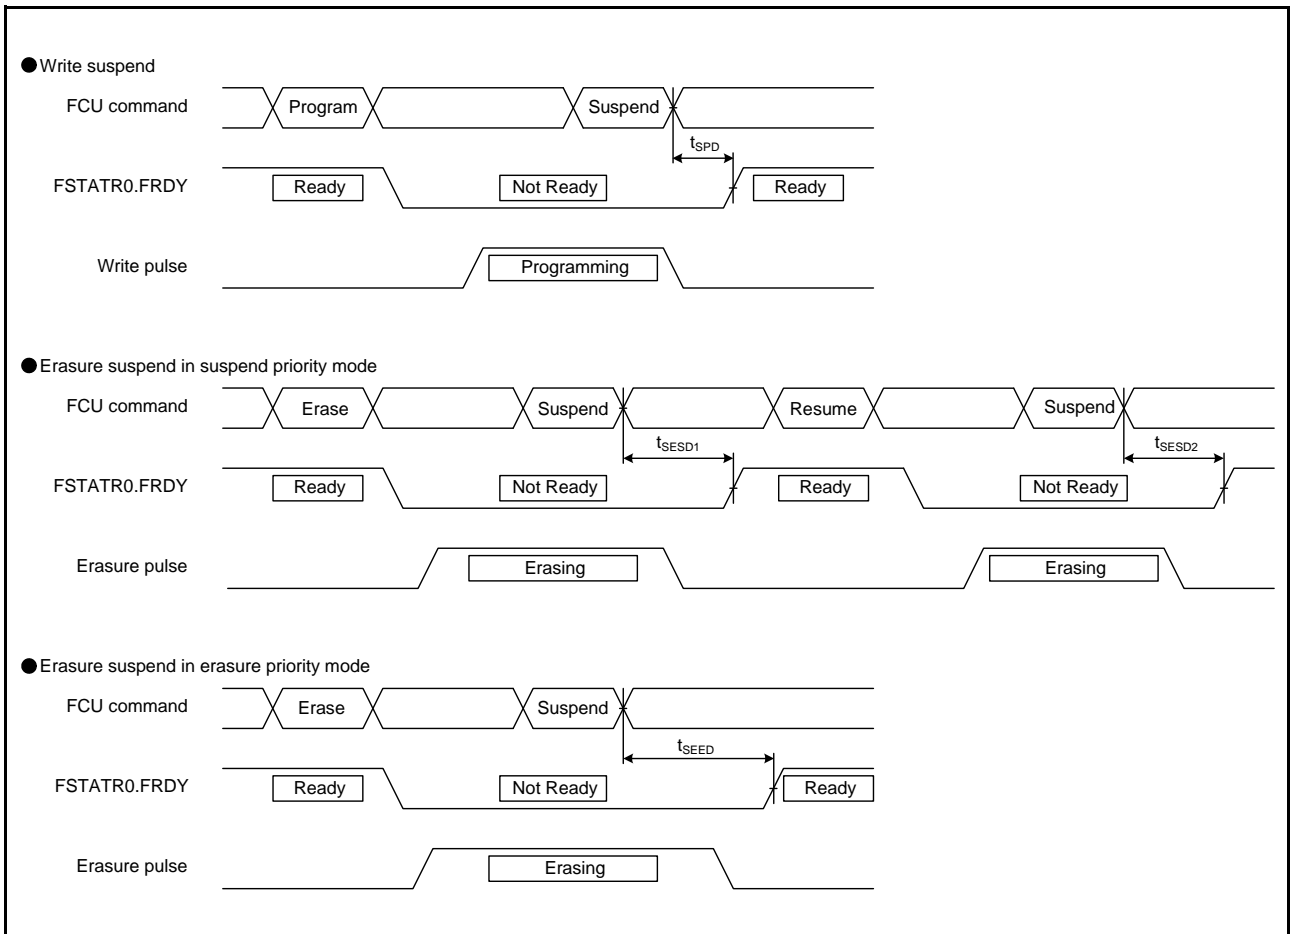 ●Write suspend
FCU command Program Suspend
tSPD
FSTATR0.FRDY Ready Not Ready Ready
Write pulse Programming
●Erasure suspend in suspend priority mode
FCU command Erase Suspend Resume Suspend
tSESD1 tSESD2
FSTATR0.FRDY Ready Not Ready Ready Not Ready
Erasure pulse Erasing Erasing
●Erasure suspend in erasure priority mode
FCU command Erase Suspend
tSEED
FSTATR0.FRDY Ready Not Ready Ready
Erasure pulse Erasing